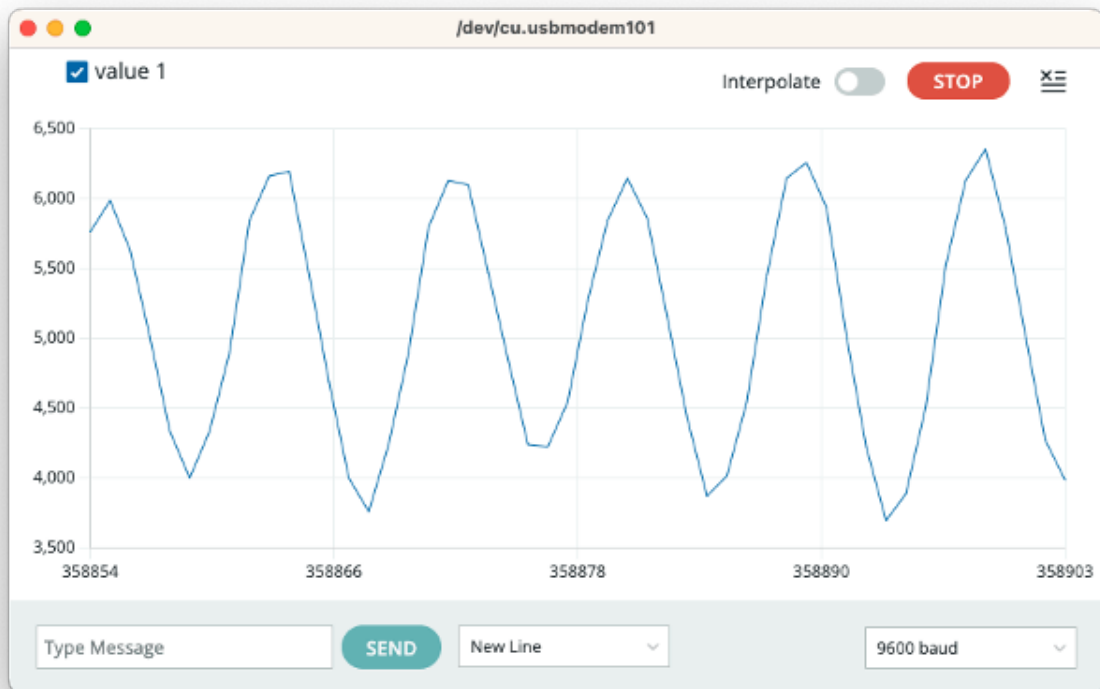 /dev/cu.usbmodem101
value 1
Interpolate
STOP
6,500
6,000
5,500
5,000
4,500
4,000
3,500
358854
358866
358878
358890
358903
Type Message
SEND
New Line
9600 baud